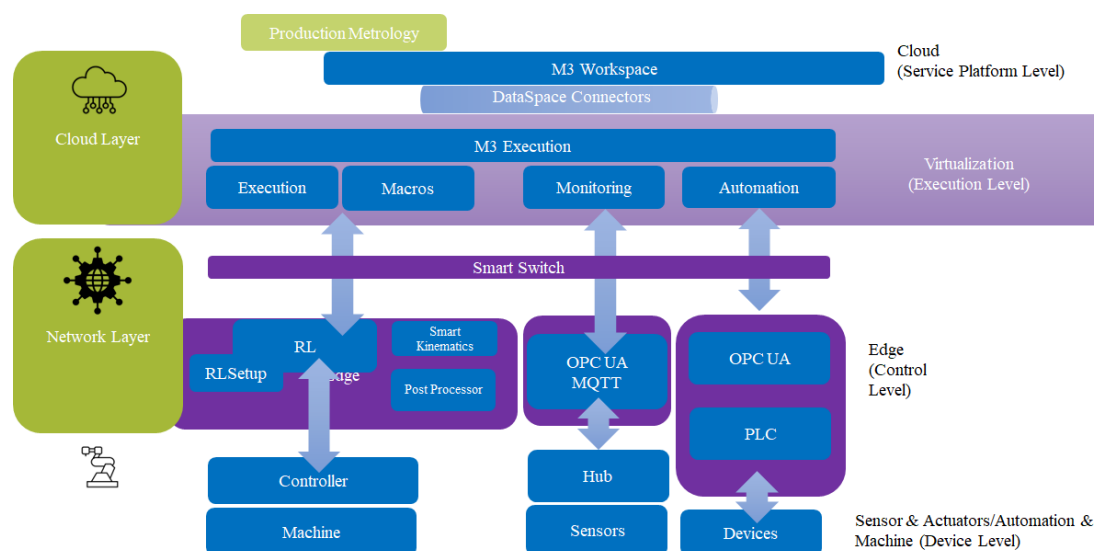 Production Metrology
Cloud
(Service Platform Level)
M3 Workspace
DataSpace Connectors
Cloud Layer
M3 Execution
Virtualization
(Execution Level)
Execution
Macros
Monitoring
Automation
Smart Switch
Network Layer
RL
Smart
Kinematics
RLSetup
dge
Post Processor
OPC UA
MQTT
OPC UA
PLC
Edge
(Control
Level)
Controller
Hub
Machine
Sensors
Devices
Sensor & Actuators/Automation &
Machine (Device Level)